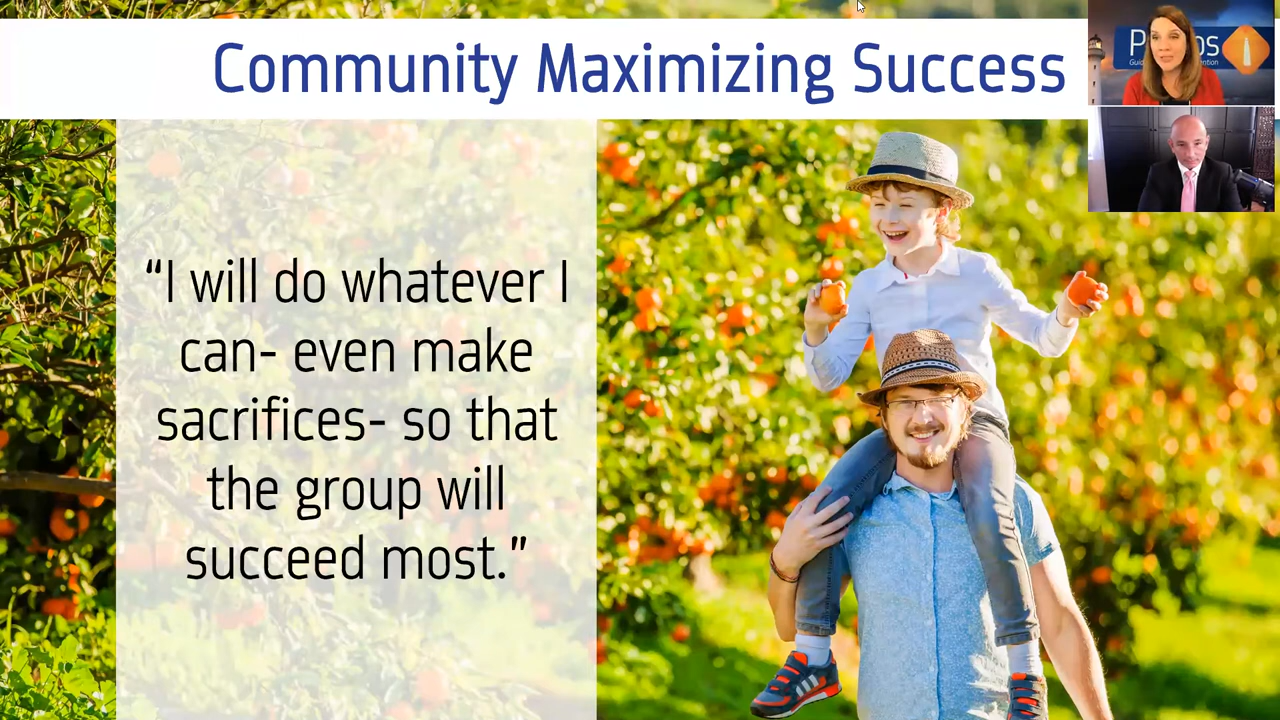 Community Maximizing Success
“I will do whatever I
can- even make
sacrifices- so that
the group will
succeed most.”